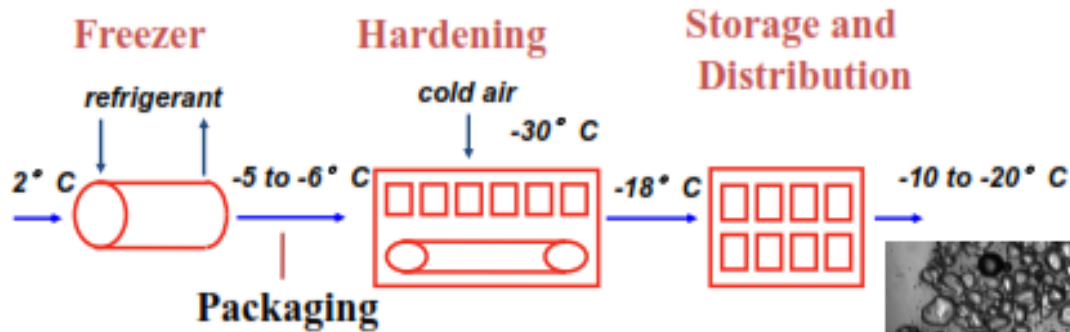 Freezer
Hardening
Storage and
Distribution
refrigerant
cold air
-30° C
2° C
-5 to -6° C
-18° C
-10 to -20° C
Packaging